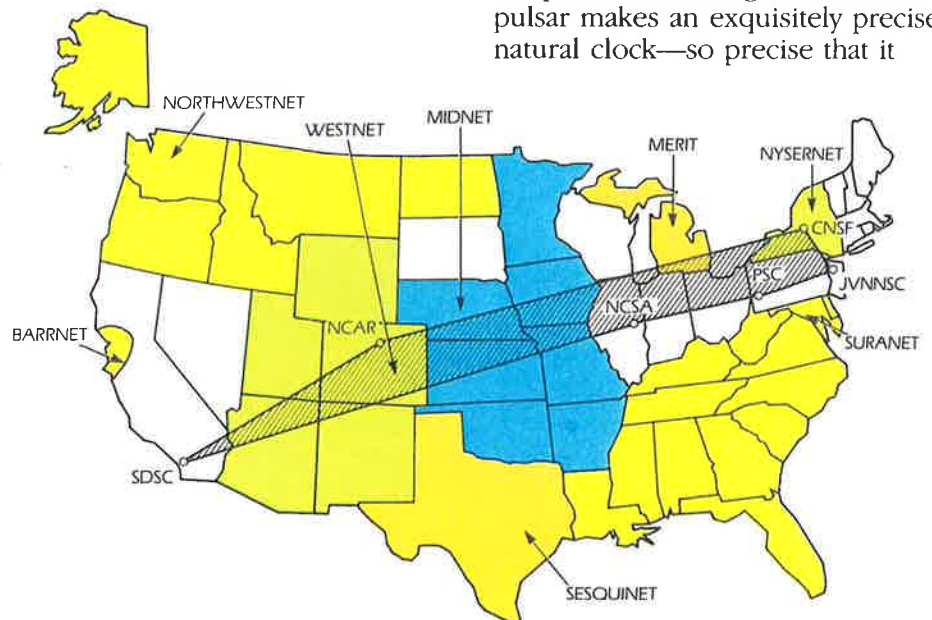 pulsar makes an exquisitely precise
natural clock—so precise that it
NORTHWESTNET
WESTNET
MIDNET
MERIT
NYSERNET
CNSF
PSC
JVNNSC
NCSA
NCAR
BARRNET
SURANET
SDSC
SESQUINET